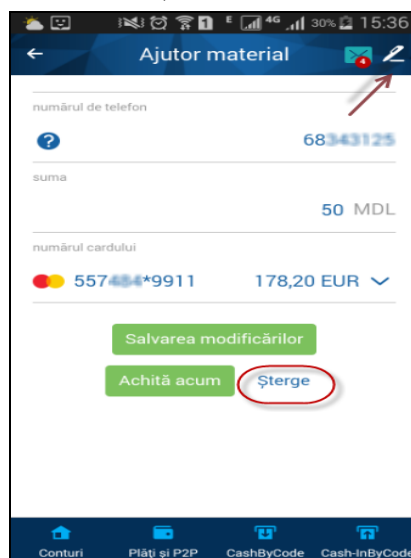 1 E 4G 30% 15:36
Ajutor material 4
numărul de telefon
? 68
suma
50 MDL
numărul cardului
557 *9911 178,20 EUR
Salvarea modificărilor
Achită acum Șterge
Conturi Plăți și P2P CashByCode Cash-InByCode